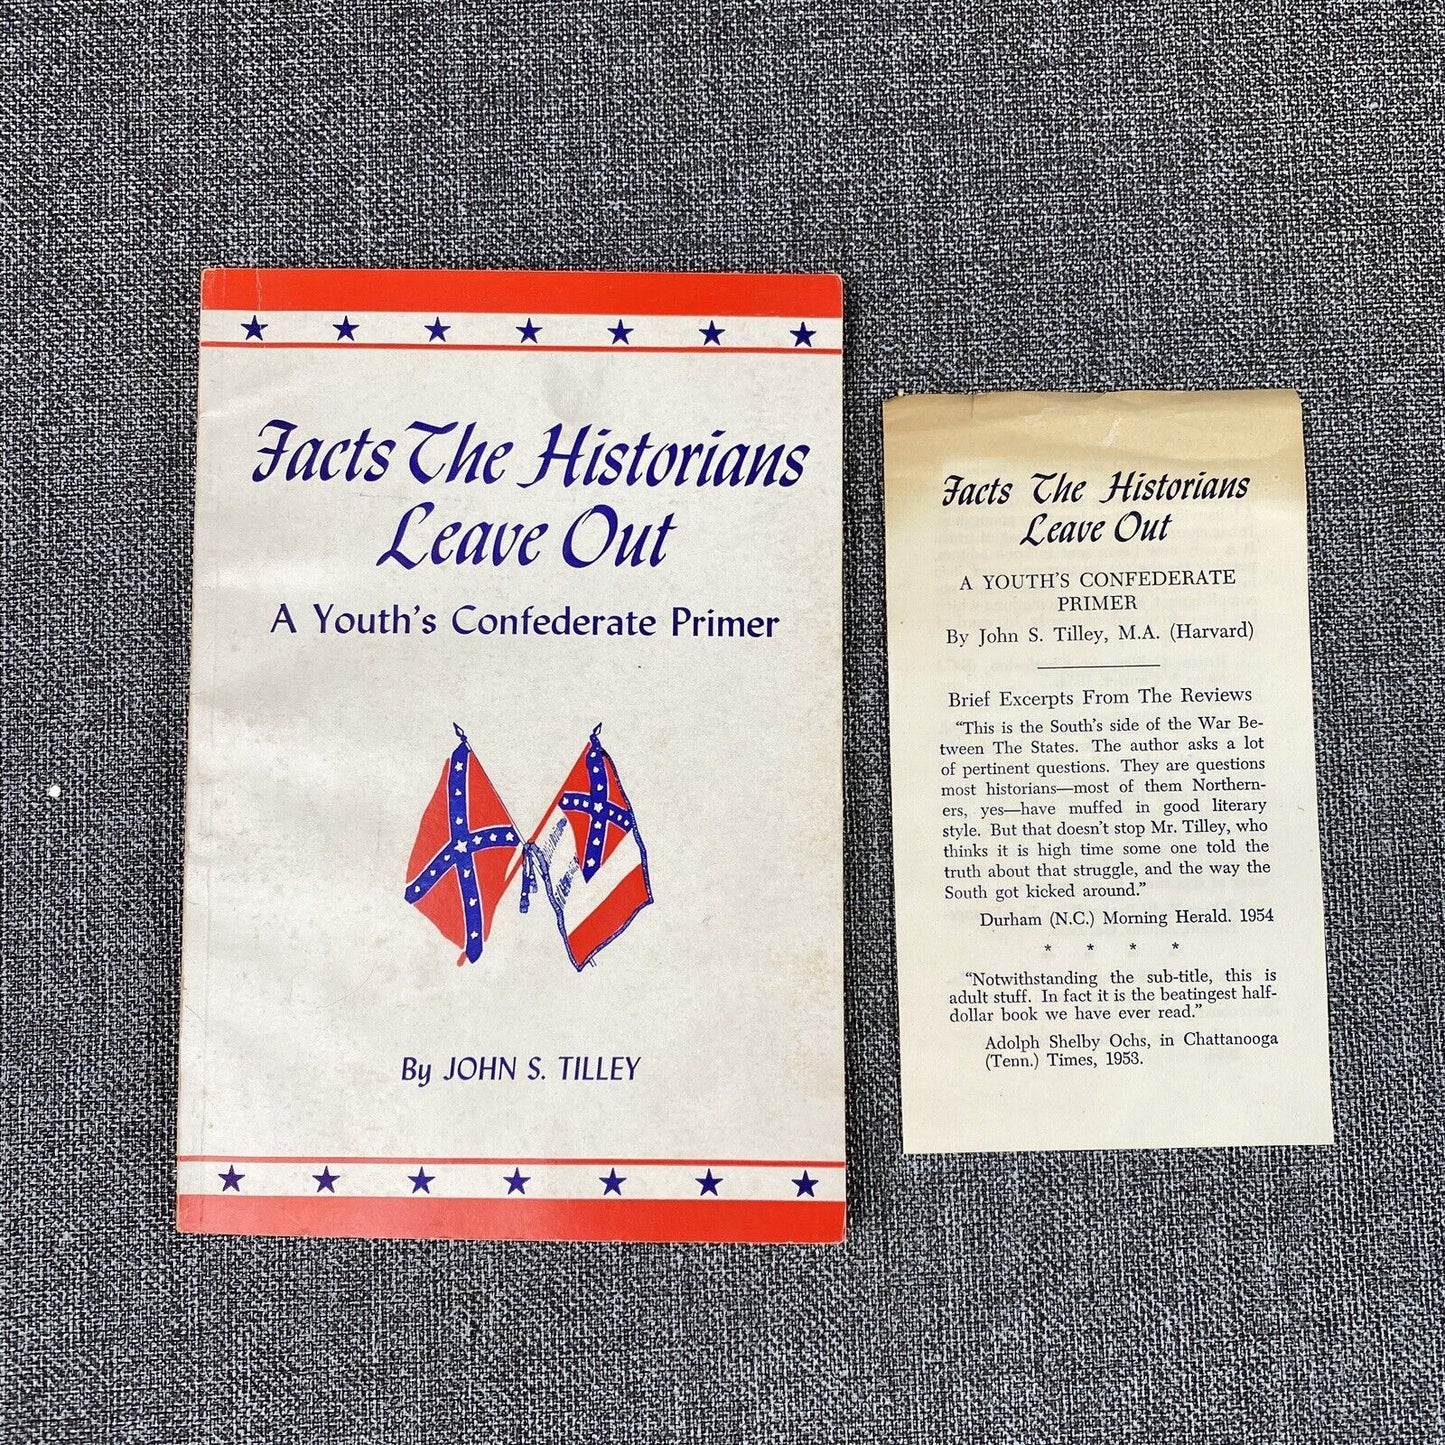 Facts The Historians
Leave Out
A Youth's Confederate Primer
By JOHN S. TILLEY
Facts The Historians
Leave Out
A YOUTH'S CONFEDERATE
PRIMER
By John S. Tilley, M.A. (Harvard)
Brief Excerpts From The Reviews
"This is the South's side of the War Be-
tween The States. The author asks a lot
of pertinent questions. They are questions
most historians—most of them Northern-
ers, yes—have muffed in good literary
style. But that doesn't stop Mr. Tilley, who
thinks it is high time some one told the
truth about that struggle, and the way the
South got kicked around."
Durham (N.C.) Morning Herald. 1954
* * * *
"Notwithstanding the sub-title, this is
adult stuff. In fact it is the beatingest half-
dollar book we have ever read."
Adolph Shelby Ochs, in Chattanooga
(Tenn.) Times, 1953.